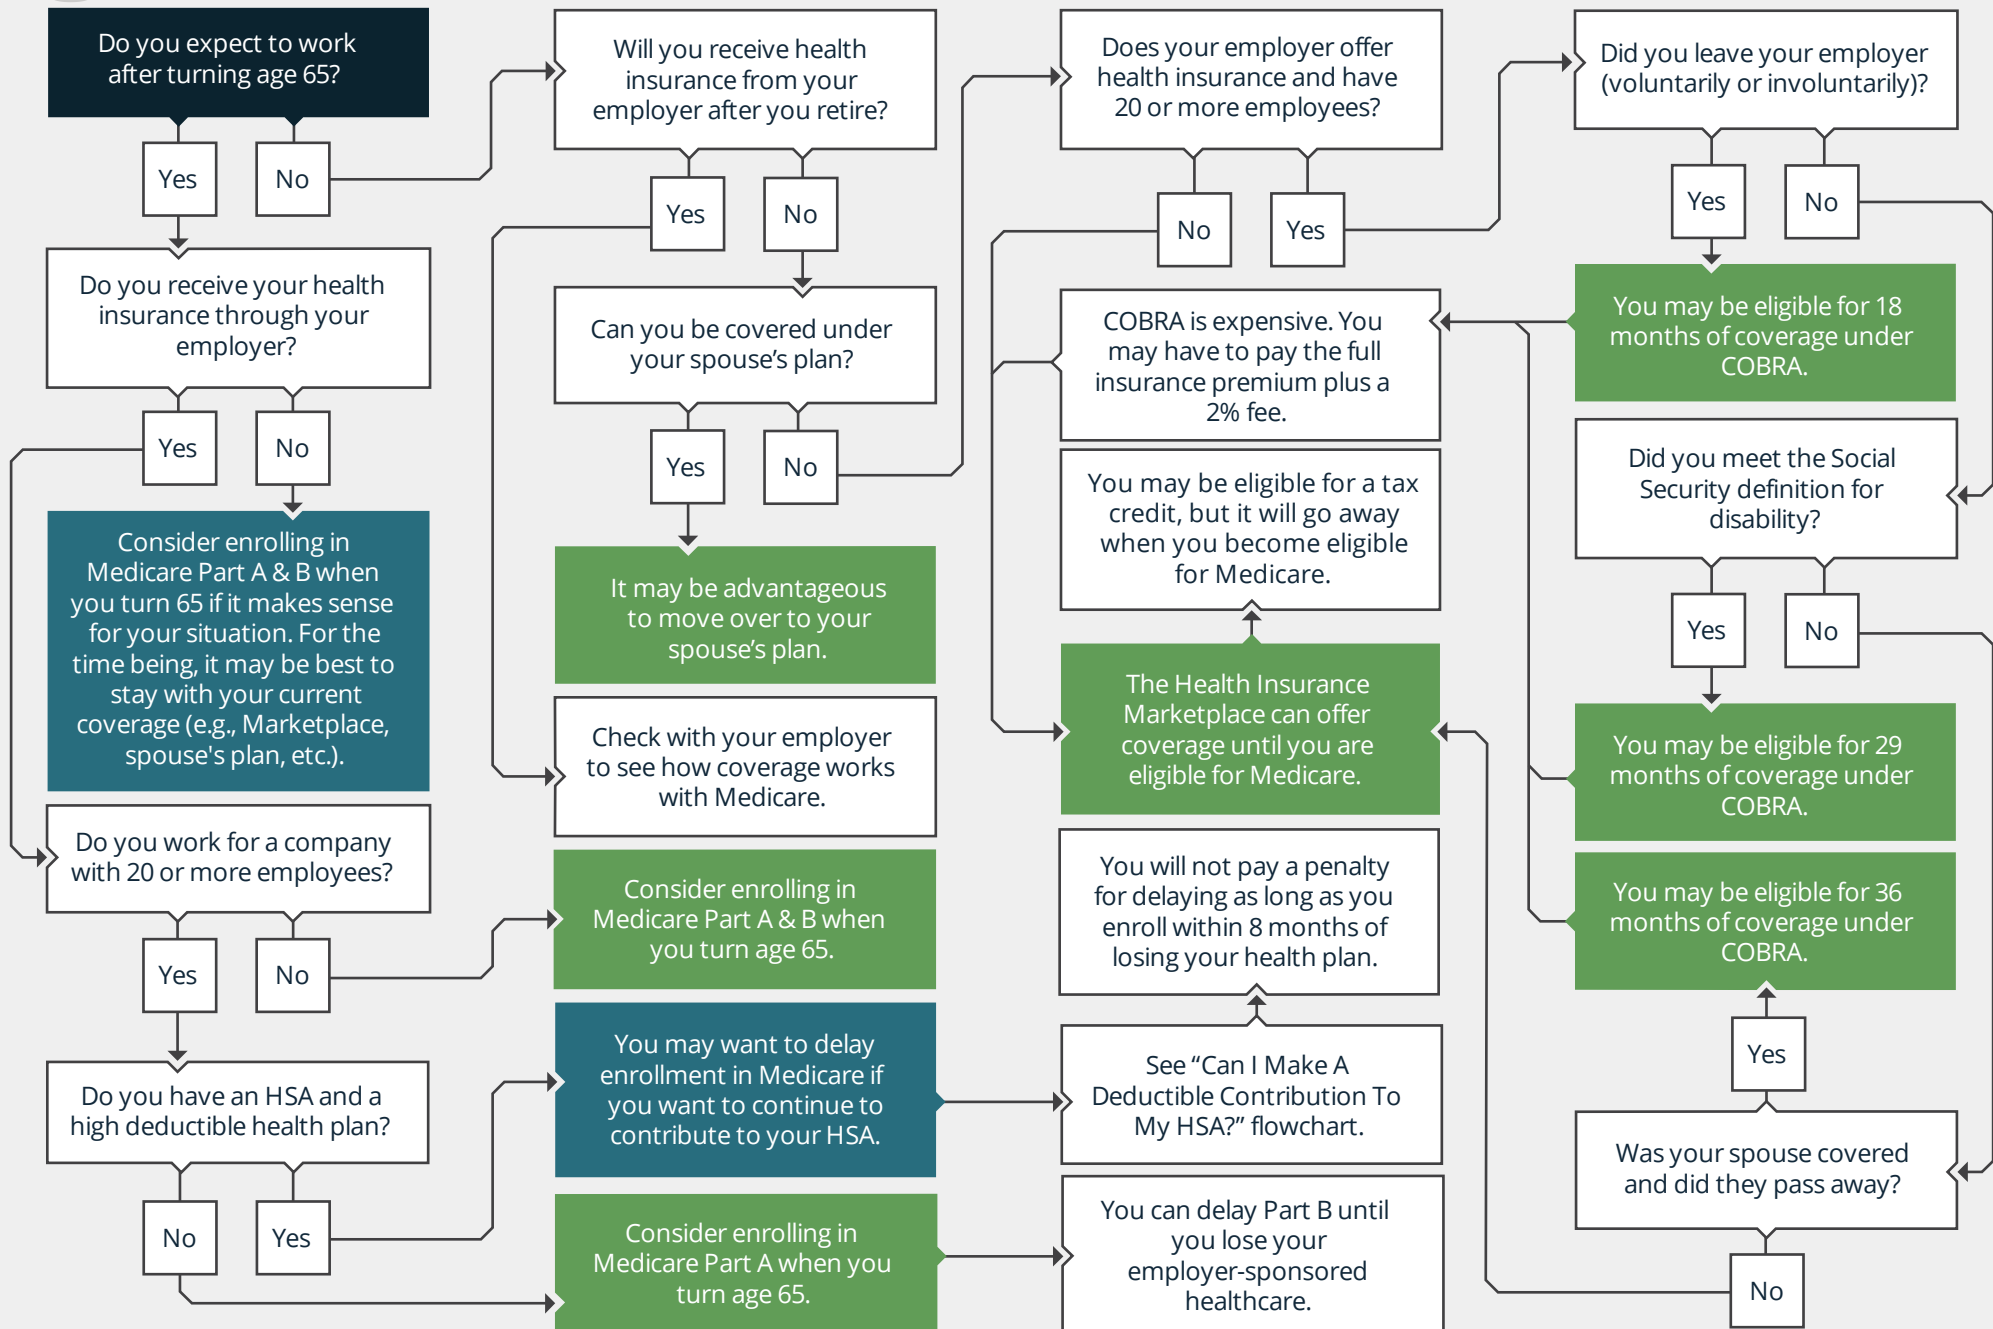 Do you expect to work
after turning age 65?
Yes
No
Do you receive your health
insurance through your
employer?
Yes
No
Consider enrolling in
Medicare Part A & B when
you turn 65 if it makes sense
for your situation. For the
time being, it may be best to
stay with your current
coverage (e.g., Marketplace,
spouse's plan, etc.).
Do you work for a company
with 20 or more employees?
Yes
No
Do you have an HSA and a
high deductible health plan?
No
Yes
Will you receive health
insurance from your
employer after you retire?
Yes
No
Can you be covered under
your spouse’s plan?
Yes
No
It may be advantageous
to move over to your
spouse’s plan.
Check with your employer
to see how coverage works
with Medicare.
Consider enrolling in
Medicare Part A & B when
you turn age 65.
You may want to delay
enrollment in Medicare if
you want to continue to
contribute to your HSA.
Consider enrolling in
Medicare Part A when you
turn age 65.
Does your employer offer
health insurance and have
20 or more employees?
No
Yes
COBRA is expensive. You
may have to pay the full
insurance premium plus a
2% fee.
You may be eligible for a tax
credit, but it will go away
when you become eligible
for Medicare.
The Health Insurance
Marketplace can offer
coverage until you are
eligible for Medicare.
You will not pay a penalty
for delaying as long as you
enroll within 8 months of
losing your health plan.
See “Can I Make A
Deductible Contribution To
My HSA?” flowchart.
You can delay Part B until
you lose your
employer-sponsored
healthcare.
Did you leave your employer
(voluntarily or involuntarily)?
Yes
No
You may be eligible for 18
months of coverage under
COBRA.
Did you meet the Social
Security definition for
disability?
Yes
No
You may be eligible for 29
months of coverage under
COBRA.
You may be eligible for 36
months of coverage under
COBRA.
Yes
Was your spouse covered
and did they pass away?
No